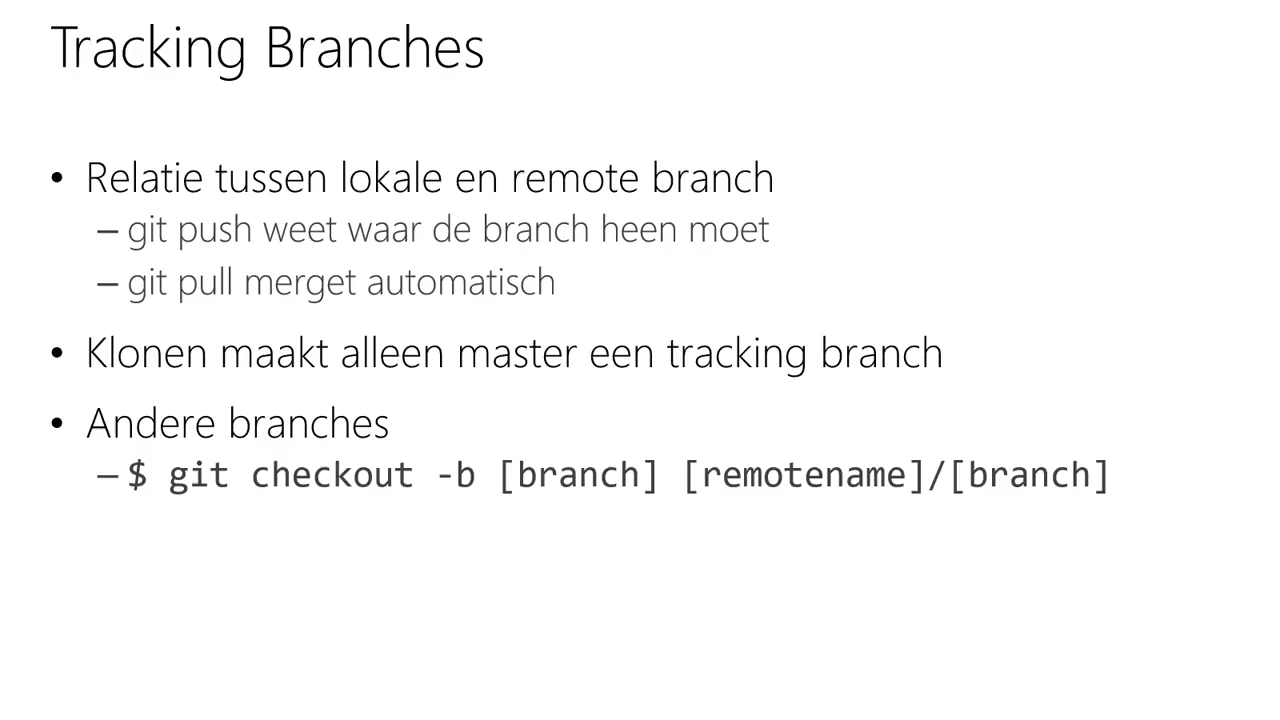 Tracking Branches
• Relatie tussen lokale en remote branch
– git push weet waar de branch heen moet
– git pull merget automatisch
• Klonen maakt alleen master een tracking branch
• Andere branches
– $ git checkout -b [branch] [remotename]/[branch]